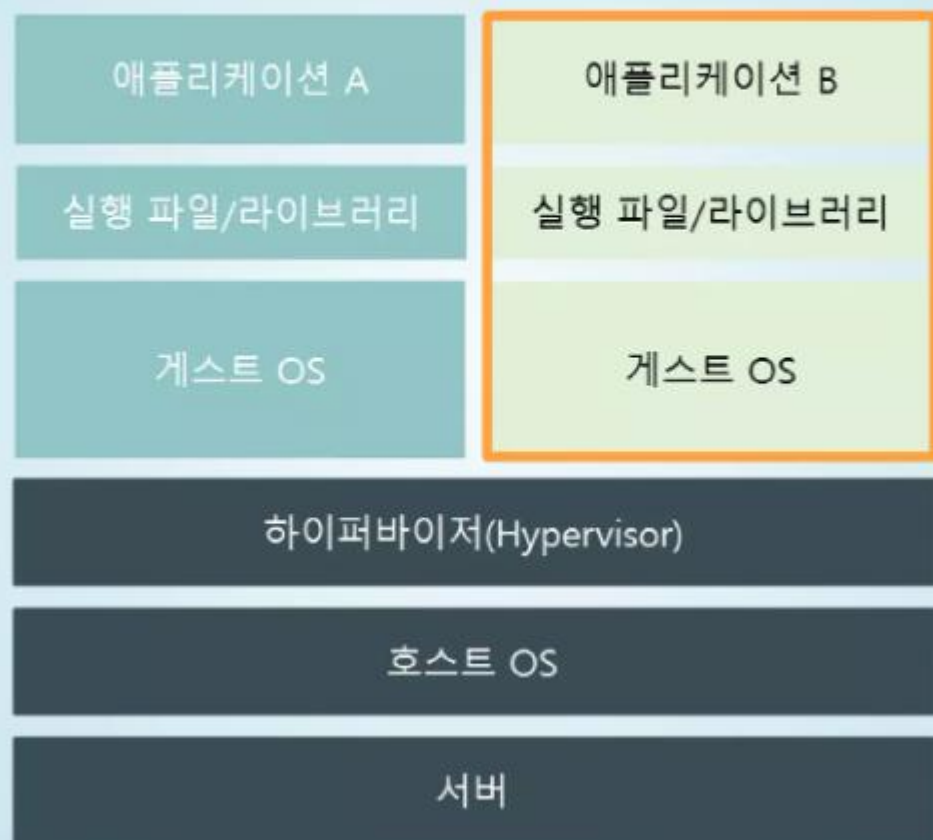 애플리케이션 A
애플리케이션 B
실행 파일/라이브러리
실행 파일/라이브러리
게스트 OS
게스트 OS
하이퍼바이저(Hypervisor)
호스트 OS
서버